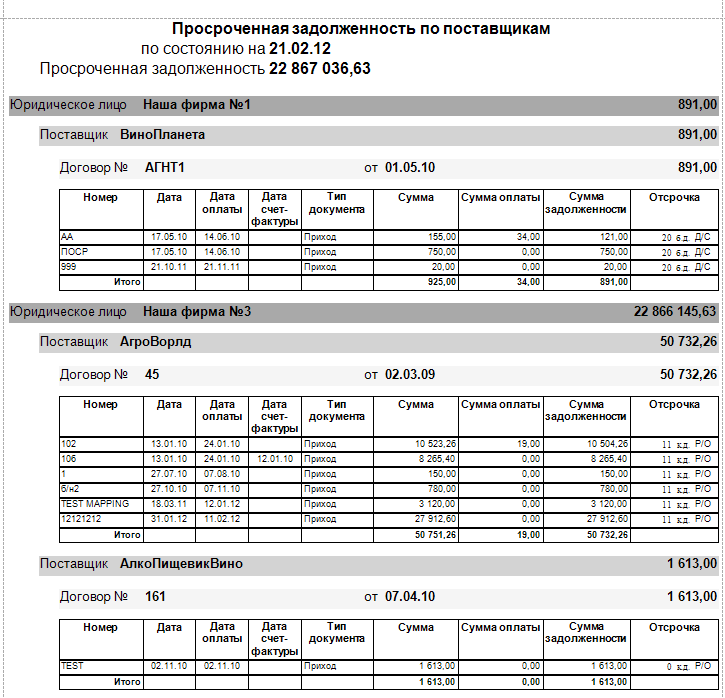 Просроченная задолженность по поставщикам
по состоянию на 21.02.12
Просроченная задолженность 22 867 036,63
Юридическое лицо Наша фирма №1 891,00
Поставщик ВиноПланета 891,00
Договор № АГНТ1 от 01.05.10 891,00
Номер Дата Дата оплаты Дата счет-фактуры Тип документа Сумма Сумма оплаты Сумма задолженности Отсрочка
АА 17.05.10 14.06.10 Приход 155,00 34,00 121,00 20 б.д. Д/С
ПОСР 17.05.10 14.06.10 Приход 750,00 0,00 750,00 20 б.д. Д/С
999 21.10.11 21.11.11 Приход 20,00 0,00 20,00 20 б.д. Д/С
Итого 925,00 34,00 891,00
Юридическое лицо Наша фирма №3 22 866 145,63
Поставщик АгроВорлд 50 732,26
Договор № 45 от 02.03.09 50 732,26
Номер Дата Дата оплаты Дата счет-фактуры Тип документа Сумма Сумма оплаты Сумма задолженности Отсрочка
102 13.01.10 24.01.10 Приход 10 523,26 19,00 10 504,26 11 к.д. Р/О
106 13.01.10 24.01.10 12.01.10 Приход 8 265,40 0,00 8 265,40 11 к.д. Р/О
1 27.07.10 07.08.10 Приход 150,00 0,00 150,00 11 к.д. Р/О
б/н2 27.10.10 07.11.10 Приход 780,00 0,00 780,00 11 к.д. Р/О
TEST MAPPING 18.03.11 12.01.12 Приход 3 120,00 0,00 3 120,00 11 к.д. Р/О
12121212 31.01.12 11.02.12 Приход 27 912,60 0,00 27 912,60 11 к.д. Р/О
Итого 50 751,26 19,00 50 732,26
Поставщик АлкоПищевикВино 1 613,00
Договор № 161 от 07.04.10 1 613,00
Номер Дата Дата оплаты Дата счет-фактуры Тип документа Сумма Сумма оплаты Сумма задолженности Отсрочка
TEST 02.11.10 02.11.10 Приход 1 613,00 0,00 1 613,00 0 к.д. Р/О
Итого 1 613,00 0,00 1 613,00